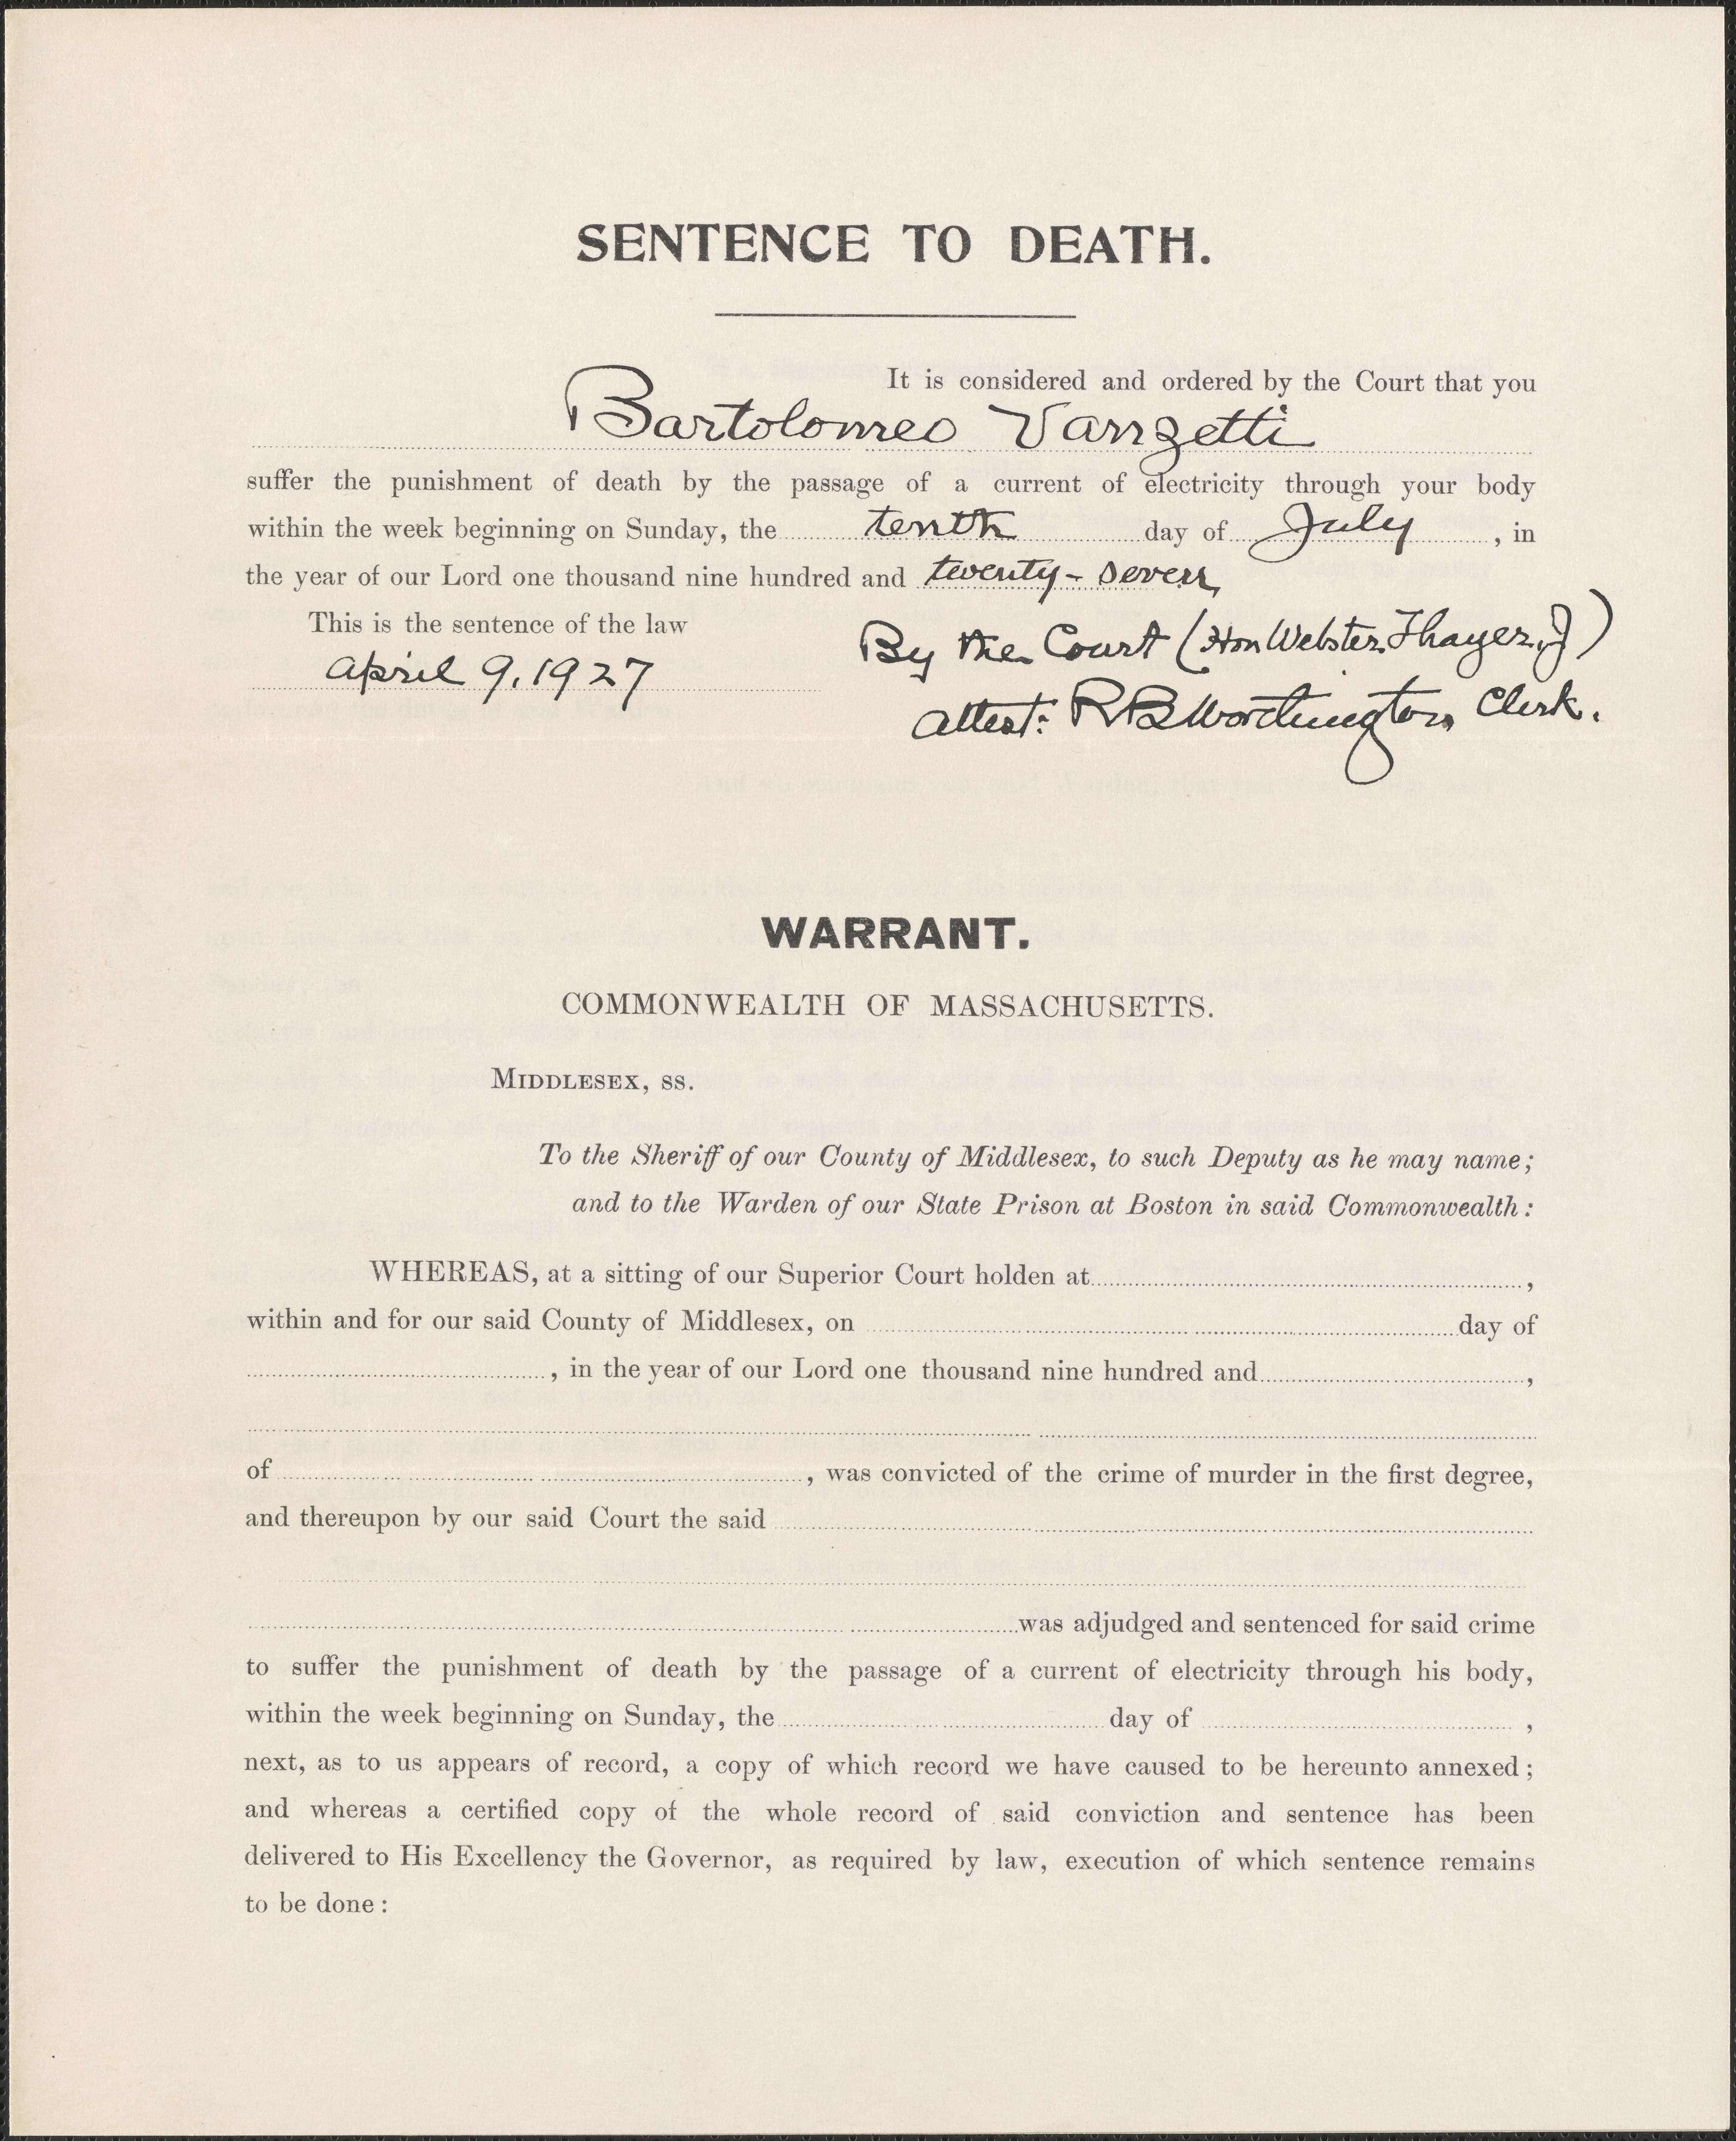 SENTENCE TO DEATH.
It is considered and ordered by the Court that you
Bartolomeo Vanzetti
suffer the punishment of death by the passage of a current of electricity through your body
within the week beginning on Sunday, the tenth day of July, in
the year of our Lord one thousand nine hundred and twenty-seven
This is the sentence of the law
By the Court (Hon Webster Thayer, J)
April 9, 1927
Attest: R B Worthington Clerk.
WARRANT.
COMMONWEALTH OF MASSACHUSETTS.
MIDDLESEX, SS.
To the Sheriff of our County of Middlesex, to such Deputy as he may name;
and to the Warden of our State Prison at Boston in said Commonwealth:
WHEREAS, at a sitting of our Superior Court holden at ,
within and for our said County of Middlesex, on day of
, in the year of our Lord one thousand nine hundred and ,
of , was convicted of the crime of murder in the first degree,
and thereupon by our said Court the said
was adjudged and sentenced for said crime
to suffer the punishment of death by the passage of a current of electricity through his body,
within the week beginning on Sunday, the day of ,
next, as to us appears of record, a copy of which record we have caused to be hereunto annexed;
and whereas a certified copy of the whole record of said conviction and sentence has been
delivered to His Excellency the Governor, as required by law, execution of which sentence remains
to be done: